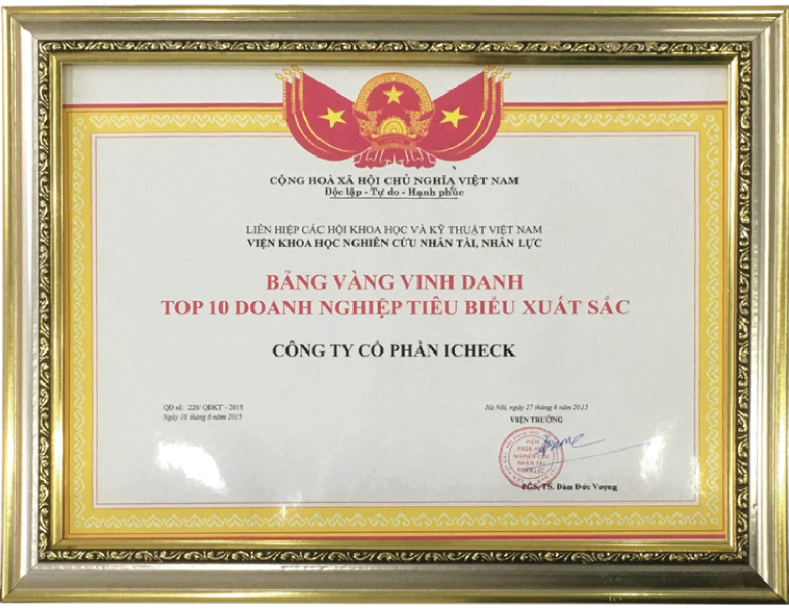 CỘNG HOÀ XÃ HỘI CHỦ NGHĨA VIỆT NAM
Độc lập - Tự do - Hạnh phúc
LIÊN HIỆP CÁC HỘI KHOA HỌC VÀ KỸ THUẬT VIỆT NAM
VIỆN KHOA HỌC NGHIÊN CỨU NHÂN TÀI, NHÂN LỰC
BẢNG VÀNG VINH DANH
TOP 10 DOANH NGHIỆP TIÊU BIỂU XUẤT SẮC
CÔNG TY CỔ PHẦN ICHECK
QĐ số: 220/ QĐKT - 2015
Ngày 18 tháng 6 năm 2015
Hà Nội, ngày 27 tháng 6 năm 2015
VIỆN TRƯỞNG
VIỆN
KHOA HỌC
NGHIÊN CỨU
NHÂN TÀI
NHÂN LỰC
PGS, TS. Đàm Đức Vượng